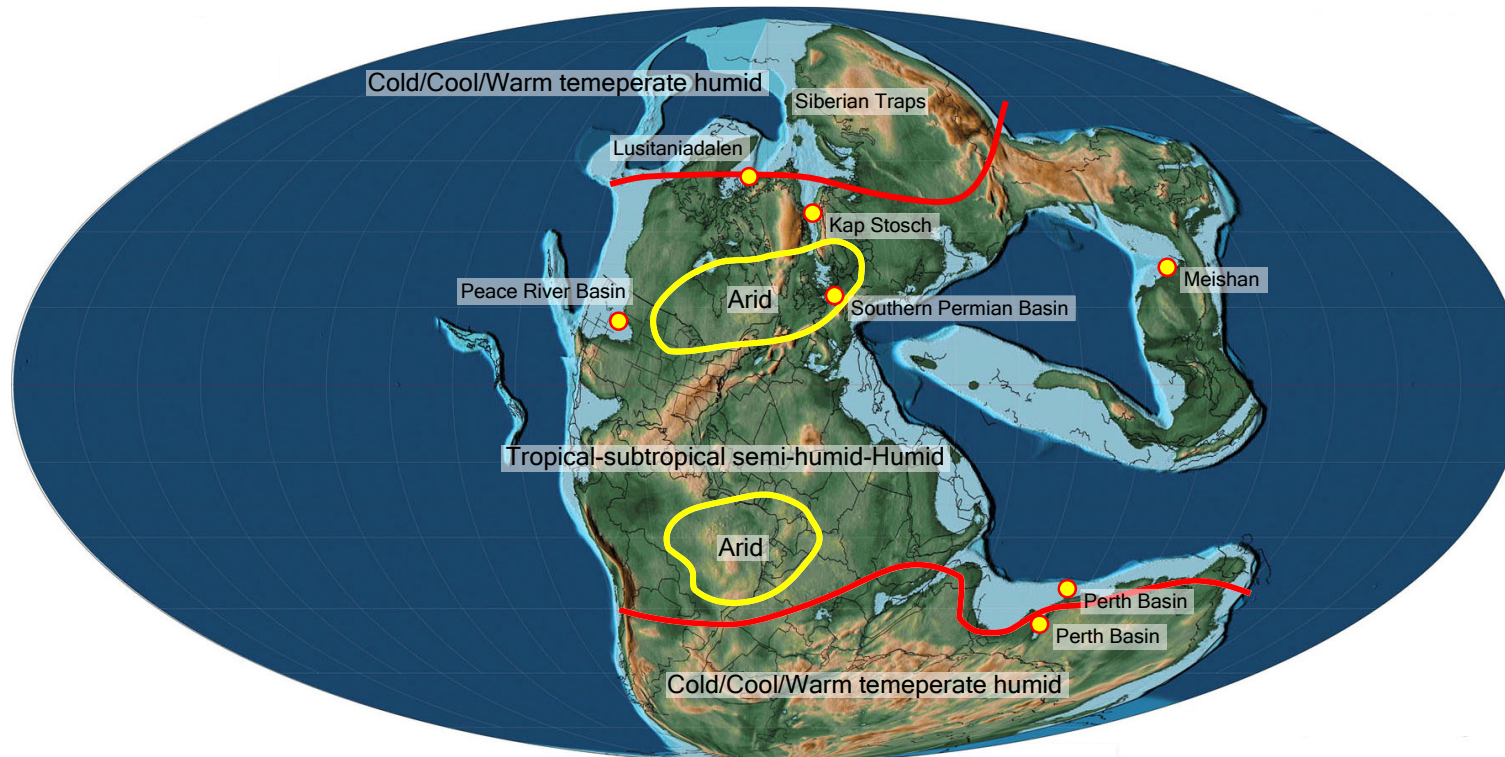 Cold/Cool/Warm temeperate humid
Siberian Traps
Lusitaniadalen
Kap Stosch
Meishan
Peace River Basin
Arid
Southern Permian Basin
Tropical-subtropical semi-humid-Humid
Arid
Perth Basin
Perth Basin
Cold/Cool/Warm temeperate humid